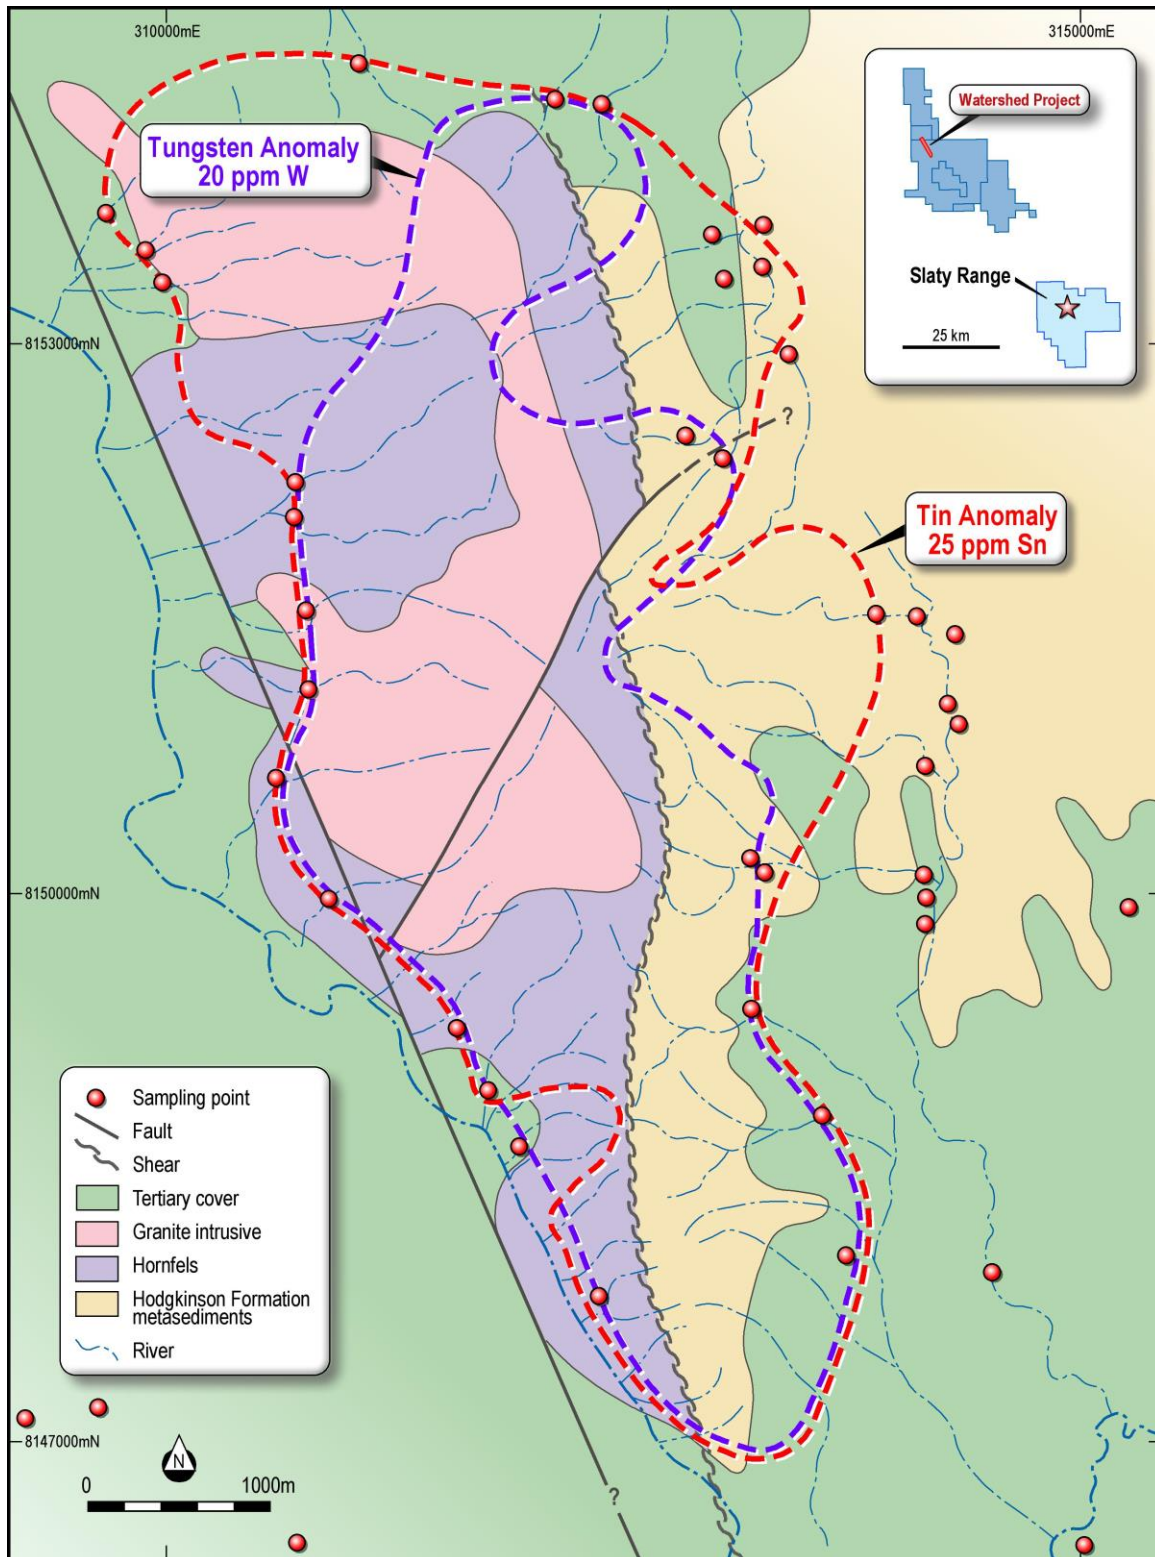 310000mE
315000mE
Watershed Project
Slaty Range
25 km
Tungsten Anomaly
20 ppm W
8153000mN
?
Tin Anomaly
25 ppm Sn
8150000mN
Sampling point
Fault
Shear
Tertiary cover
Granite intrusive
Hornfels
Hodgkinson Formation
metasediments
River
8147000mN
N
0
1000m
?